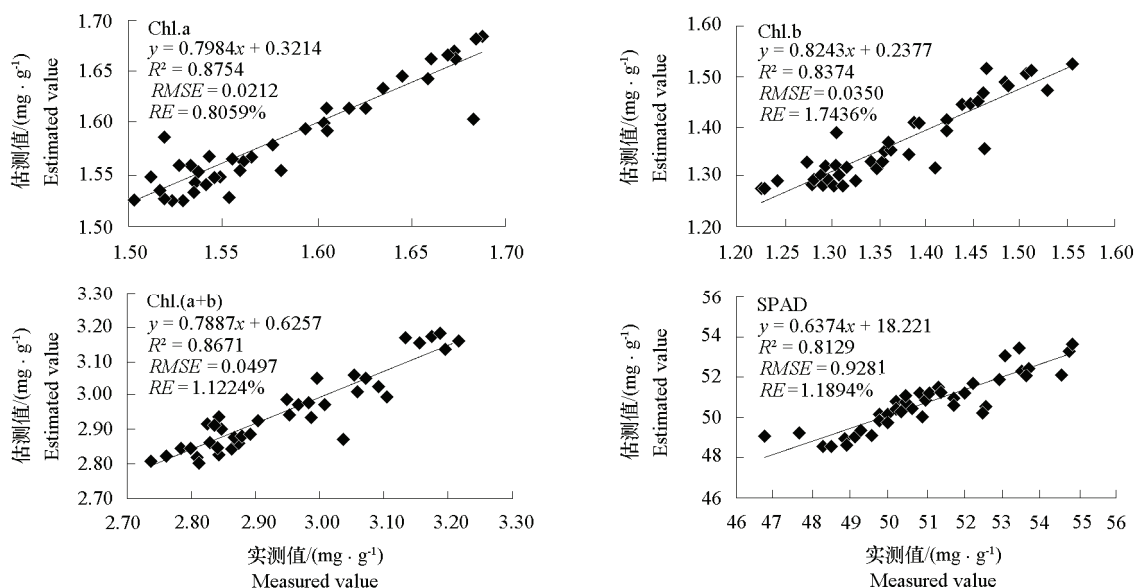 Chl.a
y = 0.7984x + 0.3214
R² = 0.8754
RMSE = 0.0212
RE = 0.8059%
估测值/(mg · g⁻¹)
Estimated value
1.70
1.65
1.60
1.55
1.50
1.50 1.55 1.60 1.65 1.70
Chl.b
y = 0.8243x + 0.2377
R² = 0.8374
RMSE = 0.0350
RE = 1.7436%
估测值/(mg · g⁻¹)
Estimated value
1.60
1.50
1.40
1.30
1.20
1.20 1.25 1.30 1.35 1.40 1.45 1.50 1.55 1.60
Chl.(a+b)
y = 0.7887x + 0.6257
R² = 0.8671
RMSE = 0.0497
RE = 1.1224%
估测值/(mg · g⁻¹)
Estimated value
3.30
3.20
3.10
3.00
2.90
2.80
2.70
2.70 2.80 2.90 3.00 3.10 3.20 3.30
实测值/(mg · g⁻¹)
Measured value
SPAD
y = 0.6374x + 18.221
R² = 0.8129
RMSE = 0.9281
RE = 1.1894%
估测值/(mg · g⁻¹)
Estimated value
56
54
52
50
48
46
46 47 48 49 50 51 52 53 54 55 56
实测值/(mg · g⁻¹)
Measured value